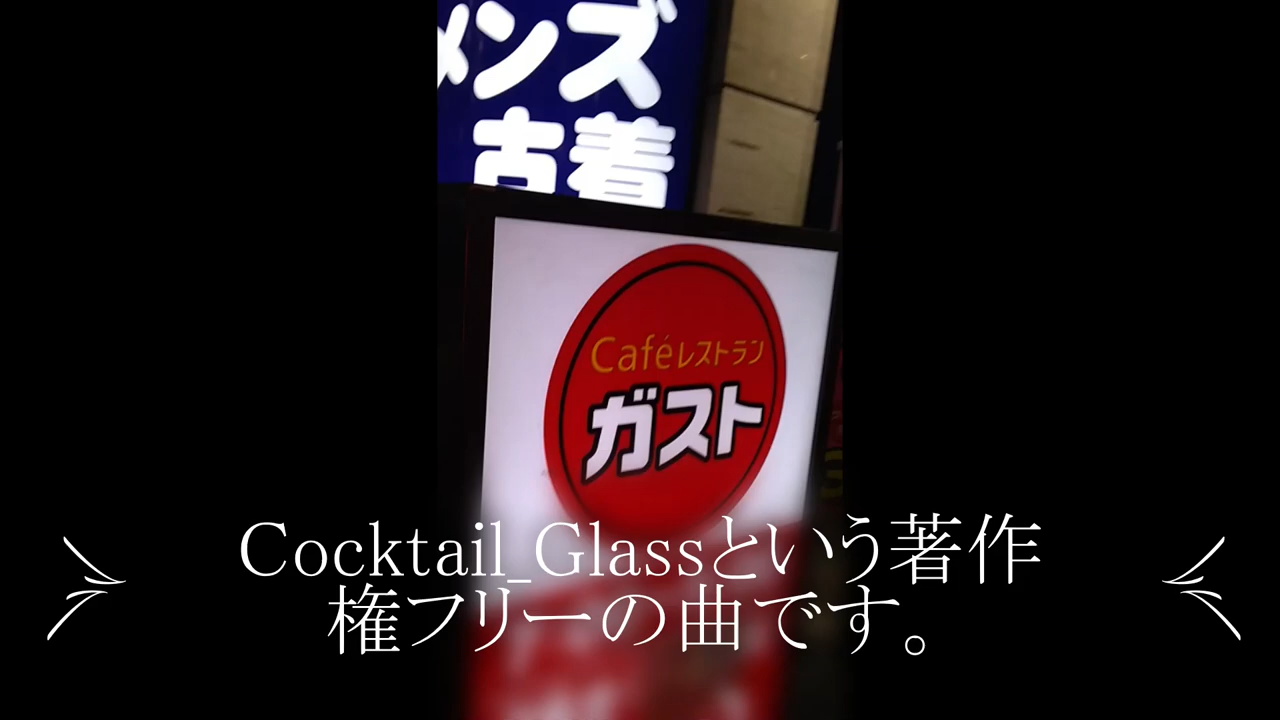 メンズ
古着
Caféレストラン
ガスト
Cocktail_Glassという著作
権フリーの曲です。